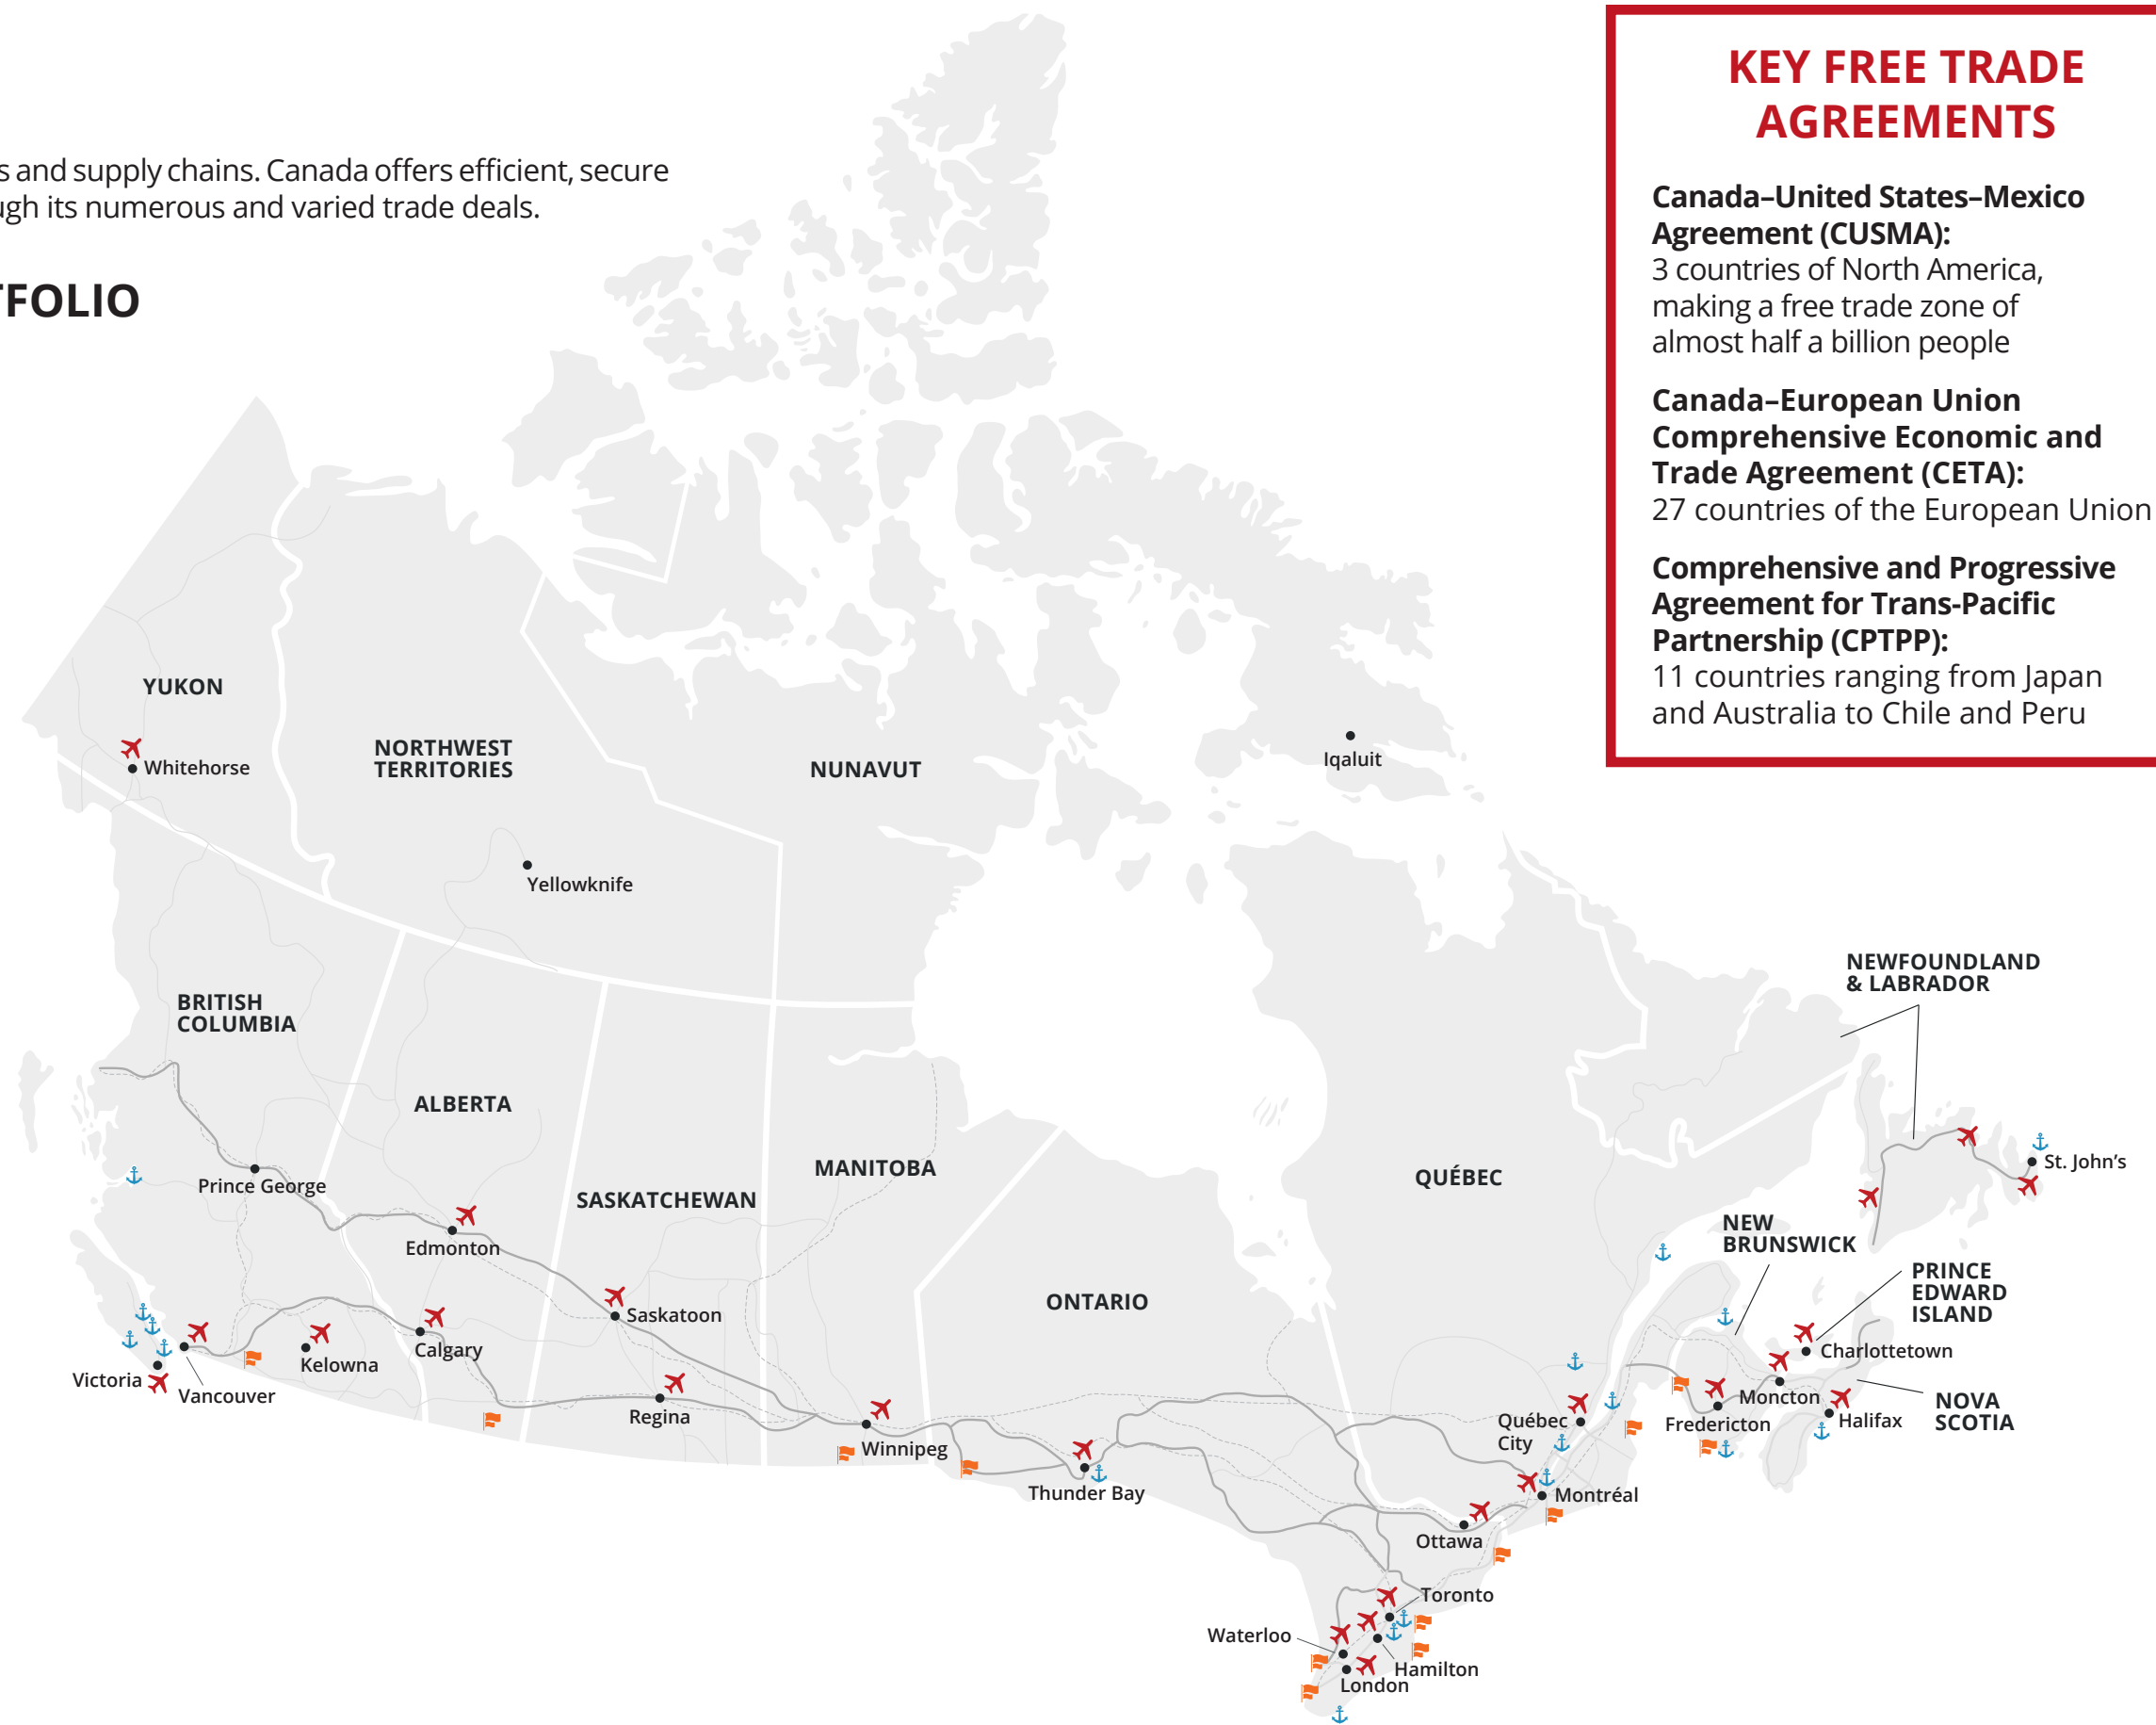 s and supply chains. Canada offers efficient, secure
ugh its numerous and varied trade deals.
TFOLIO
KEY FREE TRADE
AGREEMENTS
Canada–United States–Mexico
Agreement (CUSMA):
3 countries of North America,
making a free trade zone of
almost half a billion people
Canada–European Union
Comprehensive Economic and
Trade Agreement (CETA):
27 countries of the European Union
Comprehensive and Progressive
Agreement for Trans-Pacific
Partnership (CPTPP):
11 countries ranging from Japan
and Australia to Chile and Peru
YUKON
Whitehorse
NORTHWEST
TERRITORIES
NUNAVUT
Iqaluit
Yellowknife
BRITISH
COLUMBIA
NEWFOUNDLAND
& LABRADOR
ALBERTA
MANITOBA
SASKATCHEWAN
QUÉBEC
St. John's
Prince George
Edmonton
NEW
BRUNSWICK
PRINCE
EDWARD
ISLAND
ONTARIO
Saskatoon
Calgary
Kelowna
Victoria
Vancouver
Regina
Winnipeg
Thunder Bay
Charlottetown
Moncton
NOVA
SCOTIA
Fredericton
Halifax
Québec
City
Montréal
Ottawa
Toronto
Waterloo
Hamilton
London